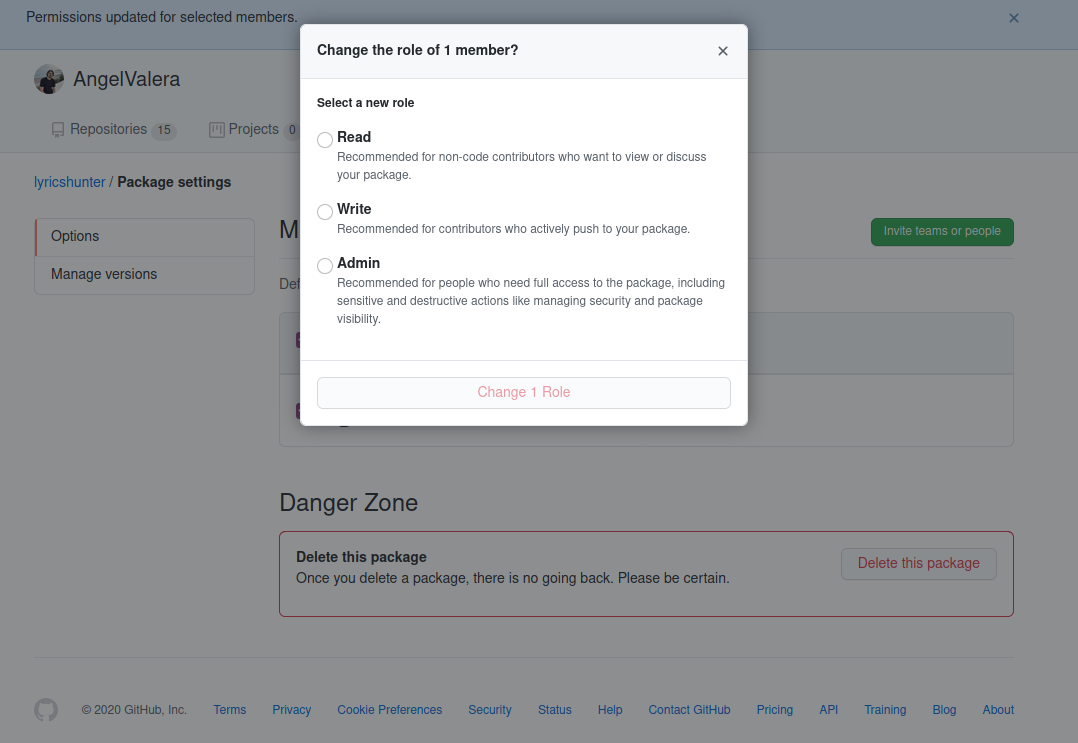 Permissions updated for selected members.
Change the role of 1 member?
AngelValera
Select a new role
Repositories 15 Projects 0
Read
Recommended for non-code contributors who want to view or discuss
your package.
lyricshunter / Package settings
Write
Recommended for contributors who actively push to your package.
M
Invite teams or people
Options
Manage versions
Admin
Recommended for people who need full access to the package, including
sensitive and destructive actions like managing security and package
visibility.
Def
Change 1 Role
Danger Zone
Delete this package
Once you delete a package, there is no going back. Please be certain.
Delete this package
© 2020 GitHub, Inc. Terms Privacy Cookie Preferences Security Status Help Contact GitHub Pricing API Training Blog About